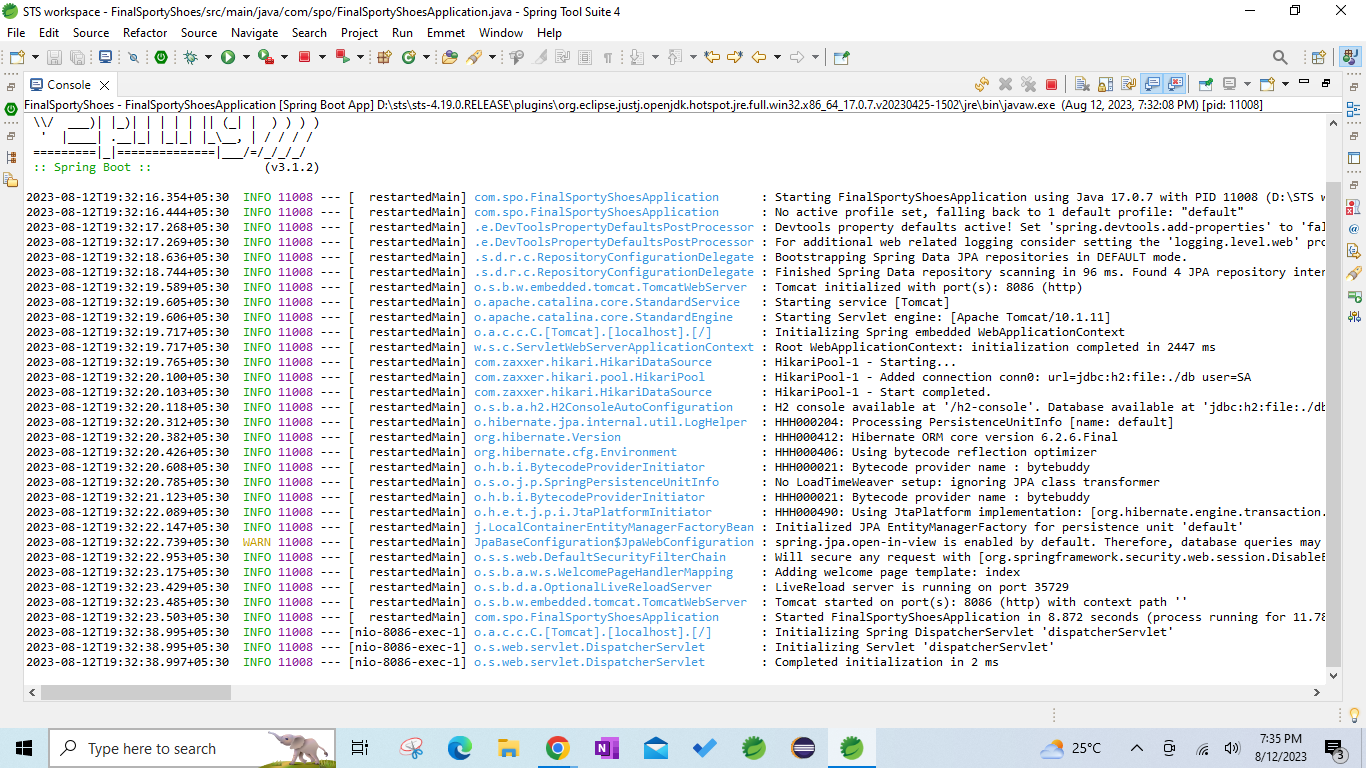 STS workspace - FinalSportyShoes/src/main/java/com/spo/FinalSportyShoesApplication.java - Spring Tool Suite 4
File Edit Source Refactor Source Navigate Search Project Run Emmet Window Help
Console
FinalSportyShoes - FinalSportyShoesApplication [Spring Boot App] D:\sts\sts-4.19.0.RELEASE\plugins\org.eclipse.justj.openjdk.hotspot.jre.full.win32.x86_64_17.0.7.v20230425-1502\jre\bin\javaw.exe (Aug 12, 2023, 7:32:08 PM) [pid: 11008]
 \\/  ___)| |_)| | | | | || (_| |  ) ) ) )
  '  |____| .__|_| |_|_| |_\__, | / / / /
 =========|_|==============|___/=/_/_/_/
 :: Spring Boot ::                (v3.1.2)
2023-08-12T19:32:16.354+05:30  INFO 11008 --- [  restartedMain] com.spo.FinalSportyShoesApplication      : Starting FinalSportyShoesApplication using Java 17.0.7 with PID 11008 (D:\STS w
2023-08-12T19:32:16.444+05:30  INFO 11008 --- [  restartedMain] com.spo.FinalSportyShoesApplication      : No active profile set, falling back to 1 default profile: "default"
2023-08-12T19:32:17.268+05:30  INFO 11008 --- [  restartedMain] .e.DevToolsPropertyDefaultsPostProcessor : Devtools property defaults active! Set 'spring.devtools.add-properties' to 'fal
2023-08-12T19:32:17.269+05:30  INFO 11008 --- [  restartedMain] .e.DevToolsPropertyDefaultsPostProcessor : For additional web related logging consider setting the 'logging.level.web' pro
2023-08-12T19:32:18.636+05:30  INFO 11008 --- [  restartedMain] .s.d.r.c.RepositoryConfigurationDelegate : Bootstrapping Spring Data JPA repositories in DEFAULT mode.
2023-08-12T19:32:18.744+05:30  INFO 11008 --- [  restartedMain] .s.d.r.c.RepositoryConfigurationDelegate : Finished Spring Data repository scanning in 96 ms. Found 4 JPA repository inter
2023-08-12T19:32:19.589+05:30  INFO 11008 --- [  restartedMain] o.s.b.w.embedded.tomcat.TomcatWebServer  : Tomcat initialized with port(s): 8086 (http)
2023-08-12T19:32:19.605+05:30  INFO 11008 --- [  restartedMain] o.apache.catalina.core.StandardService   : Starting service [Tomcat]
2023-08-12T19:32:19.606+05:30  INFO 11008 --- [  restartedMain] o.apache.catalina.core.StandardEngine    : Starting Servlet engine: [Apache Tomcat/10.1.11]
2023-08-12T19:32:19.717+05:30  INFO 11008 --- [  restartedMain] o.a.c.c.C.[Tomcat].[localhost].[/]       : Initializing Spring embedded WebApplicationContext
2023-08-12T19:32:19.717+05:30  INFO 11008 --- [  restartedMain] w.s.c.ServletWebServerApplicationContext : Root WebApplicationContext: initialization completed in 2447 ms
2023-08-12T19:32:19.765+05:30  INFO 11008 --- [  restartedMain] com.zaxxer.hikari.HikariDataSource       : HikariPool-1 - Starting...
2023-08-12T19:32:20.100+05:30  INFO 11008 --- [  restartedMain] com.zaxxer.hikari.pool.HikariPool        : HikariPool-1 - Added connection conn0: url=jdbc:h2:file:./db user=SA
2023-08-12T19:32:20.103+05:30  INFO 11008 --- [  restartedMain] com.zaxxer.hikari.HikariDataSource       : HikariPool-1 - Start completed.
2023-08-12T19:32:20.118+05:30  INFO 11008 --- [  restartedMain] o.s.b.a.h2.H2ConsoleAutoConfiguration    : H2 console available at '/h2-console'. Database available at 'jdbc:h2:file:./db
2023-08-12T19:32:20.312+05:30  INFO 11008 --- [  restartedMain] o.hibernate.jpa.internal.util.LogHelper  : HHH000204: Processing PersistenceUnitInfo [name: default]
2023-08-12T19:32:20.382+05:30  INFO 11008 --- [  restartedMain] org.hibernate.Version                    : HHH000412: Hibernate ORM core version 6.2.6.Final
2023-08-12T19:32:20.426+05:30  INFO 11008 --- [  restartedMain] org.hibernate.cfg.Environment            : HHH000406: Using bytecode reflection optimizer
2023-08-12T19:32:20.608+05:30  INFO 11008 --- [  restartedMain] o.h.b.i.BytecodeProviderInitiator        : HHH000021: Bytecode provider name : bytebuddy
2023-08-12T19:32:20.785+05:30  INFO 11008 --- [  restartedMain] o.s.o.j.p.SpringPersistenceUnitInfo      : No LoadTimeWeaver setup: ignoring JPA class transformer
2023-08-12T19:32:21.123+05:30  INFO 11008 --- [  restartedMain] o.h.b.i.BytecodeProviderInitiator        : HHH000021: Bytecode provider name : bytebuddy
2023-08-12T19:32:22.089+05:30  INFO 11008 --- [  restartedMain] o.h.e.t.j.p.i.JtaPlatformInitiator       : HHH000490: Using JtaPlatform implementation: [org.hibernate.engine.transaction.
2023-08-12T19:32:22.147+05:30  INFO 11008 --- [  restartedMain] j.LocalContainerEntityManagerFactoryBean : Initialized JPA EntityManagerFactory for persistence unit 'default'
2023-08-12T19:32:22.739+05:30  WARN 11008 --- [  restartedMain] JpaBaseConfiguration$JpaWebConfiguration : spring.jpa.open-in-view is enabled by default. Therefore, database queries may
2023-08-12T19:32:22.953+05:30  INFO 11008 --- [  restartedMain] o.s.s.web.DefaultSecurityFilterChain     : Will secure any request with [org.springframework.security.web.session.DisableE
2023-08-12T19:32:23.175+05:30  INFO 11008 --- [  restartedMain] o.s.b.a.w.s.WelcomePageHandlerMapping    : Adding welcome page template: index
2023-08-12T19:32:23.429+05:30  INFO 11008 --- [  restartedMain] o.s.b.d.a.OptionalLiveReloadServer       : LiveReload server is running on port 35729
2023-08-12T19:32:23.485+05:30  INFO 11008 --- [  restartedMain] o.s.b.w.embedded.tomcat.TomcatWebServer  : Tomcat started on port(s): 8086 (http) with context path ''
2023-08-12T19:32:23.503+05:30  INFO 11008 --- [  restartedMain] com.spo.FinalSportyShoesApplication      : Started FinalSportyShoesApplication in 8.872 seconds (process running for 11.78
2023-08-12T19:32:38.995+05:30  INFO 11008 --- [nio-8086-exec-1] o.a.c.c.C.[Tomcat].[localhost].[/]       : Initializing Spring DispatcherServlet 'dispatcherServlet'
2023-08-12T19:32:38.995+05:30  INFO 11008 --- [nio-8086-exec-1] o.s.web.servlet.DispatcherServlet        : Initializing Servlet 'dispatcherServlet'
2023-08-12T19:32:38.997+05:30  INFO 11008 --- [nio-8086-exec-1] o.s.web.servlet.DispatcherServlet        : Completed initialization in 2 ms
Type here to search
25°C
7:35 PM
8/12/2023
3